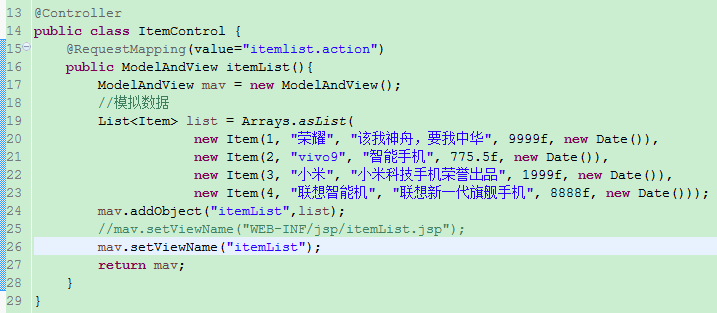 13 @Controller
14 public class ItemControl {
15 @RequestMapping(value="itemlist.action")
16 public ModelAndView itemList(){
17 ModelAndView mav = new ModelAndView();
18 //模拟数据
19 List<Item> list = Arrays.asList(
20 new Item(1, "荣耀", "该我神舟，要我中华", 9999f, new Date()),
21 new Item(2, "vivo9", "智能手机", 775.5f, new Date()),
22 new Item(3, "小米", "小米科技手机荣誉出品", 1999f, new Date()),
23 new Item(4, "联想智能机", "联想新一代旗舰手机", 8888f, new Date()));
24 mav.addObject("itemList",list);
25 //mav.setViewName("WEB-INF/jsp/itemList.jsp");
26 mav.setViewName("itemList");
27 return mav;
28 }
29 }